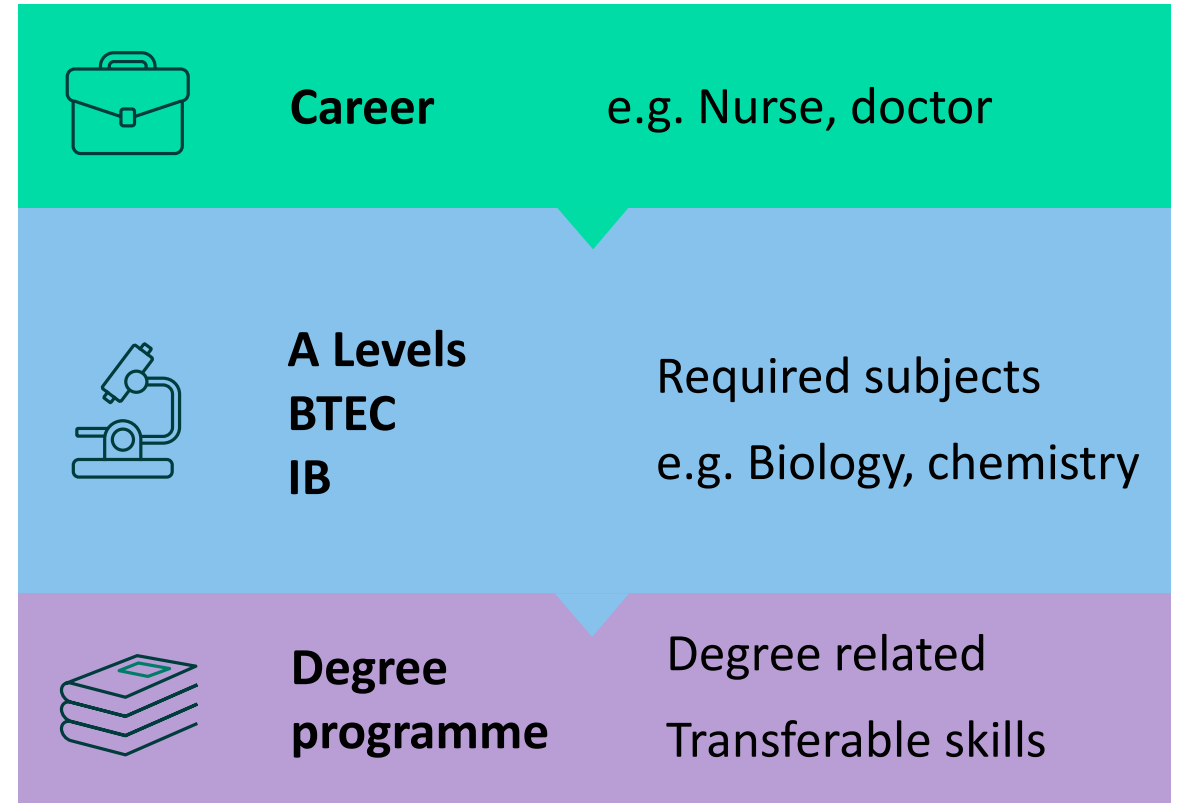 Career
e.g. Nurse, doctor
A Levels
BTEC
IB
Required subjects
e.g. Biology, chemistry
Degree
programme
Degree related
Transferable skills